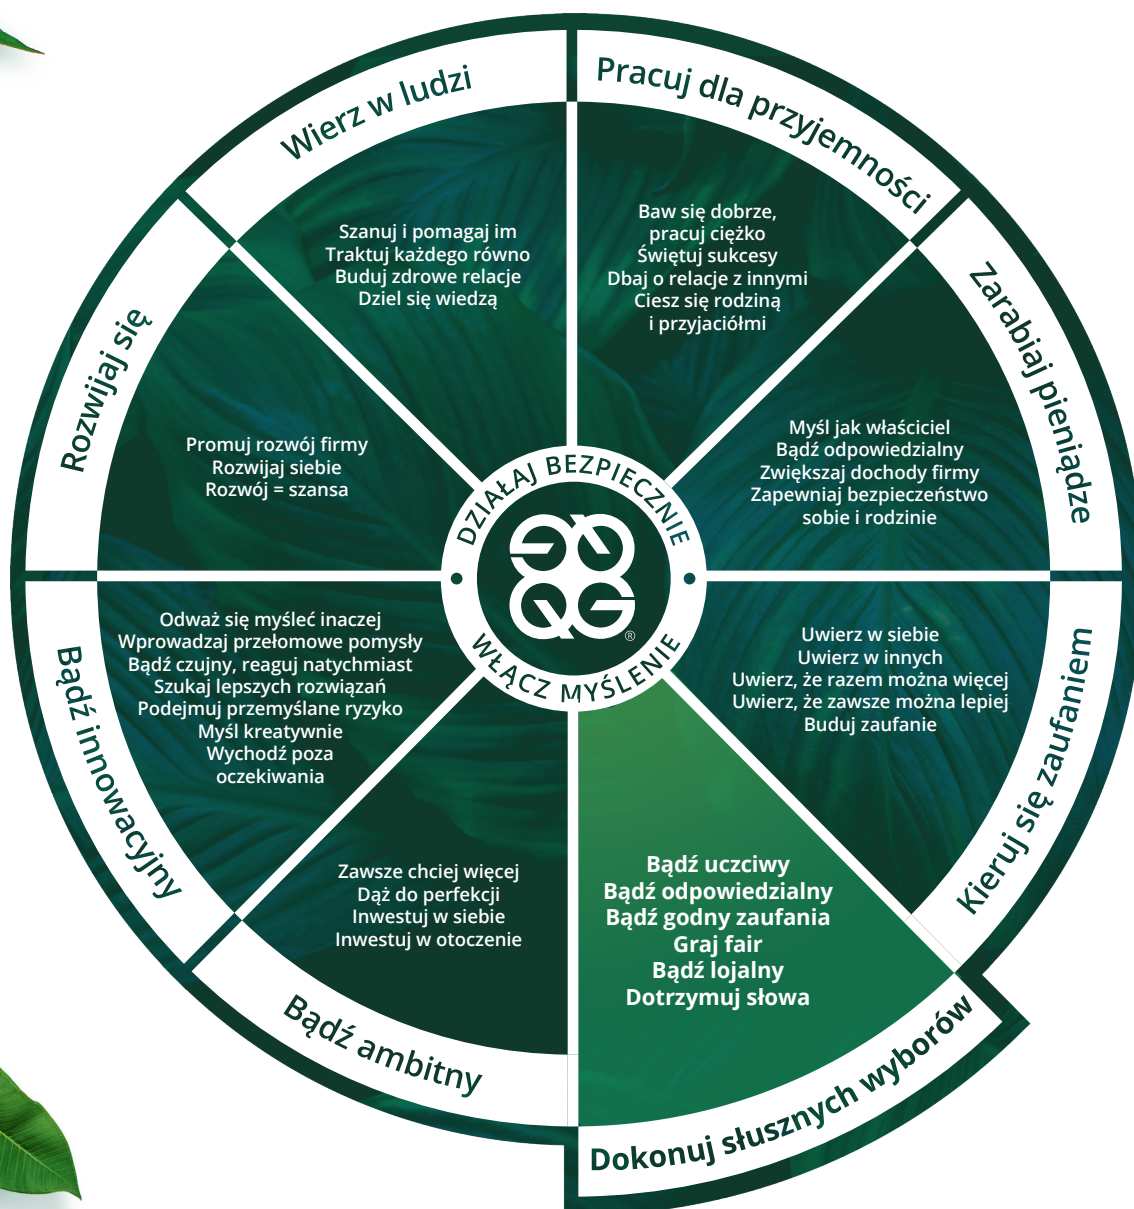 Wierz w ludzi
Szanuj i pomagaj im
Traktuj każdego równo
Buduj zdrowe relacje
Dziel się wiedzą
Pracuj dla przyjemności
Baw się dobrze,
pracuj ciężko
Świętuj sukcesy
Dbaj o relacje z innymi
Ciesz się rodziną
i przyjaciółmi
Zarabiaj pieniądze
Myśl jak właściciel
Bądź odpowiedzialny
Zwiększaj dochody firmy
Zapewniaj bezpieczeństwo
sobie i rodzinie
Kieruj się zaufaniem
Uwierz w siebie
Uwierz w innych
Uwierz, że razem można więcej
Uwierz, że zawsze można lepiej
Buduj zaufanie
Dokonuj słusznych wyborów
Bądź uczciwy
Bądź odpowiedzialny
Bądź godny zaufania
Graj fair
Bądź lojalny
Dotrzymuj słowa
Bądź ambitny
Zawsze chciej więcej
Dąż do perfekcji
Inwestuj w siebie
Inwestuj w otoczenie
Bądź innowacyjny
Odważ się myśleć inaczej
Wprowadzaj przełomowe pomysły
Bądź czujny, reaguj natychmiast
Szukaj lepszych rozwiązań
Podejmuj przemyślane ryzyko
Myśl kreatywnie
Wychodź poza
oczekiwania
Rozwijaj się
Promuj rozwój firmy
Rozwijaj siebie
Rozwój = szansa
DZIAŁAJ BEZPIECZNIE
®
WŁĄCZ MYŚLENIE